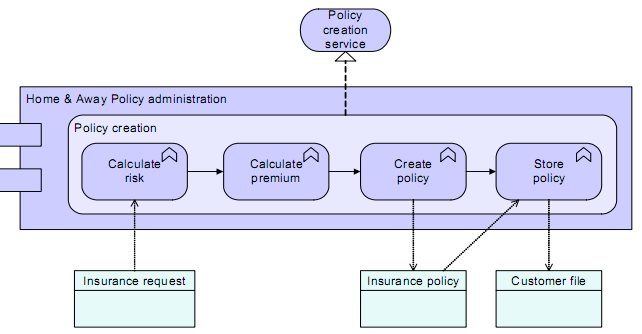 Policy
creation
service
Home & Away Policy administration
Policy creation
Calculate
risk
Calculate
premium
Create
policy
Store
policy
Insurance request
Insurance policy
Customer file